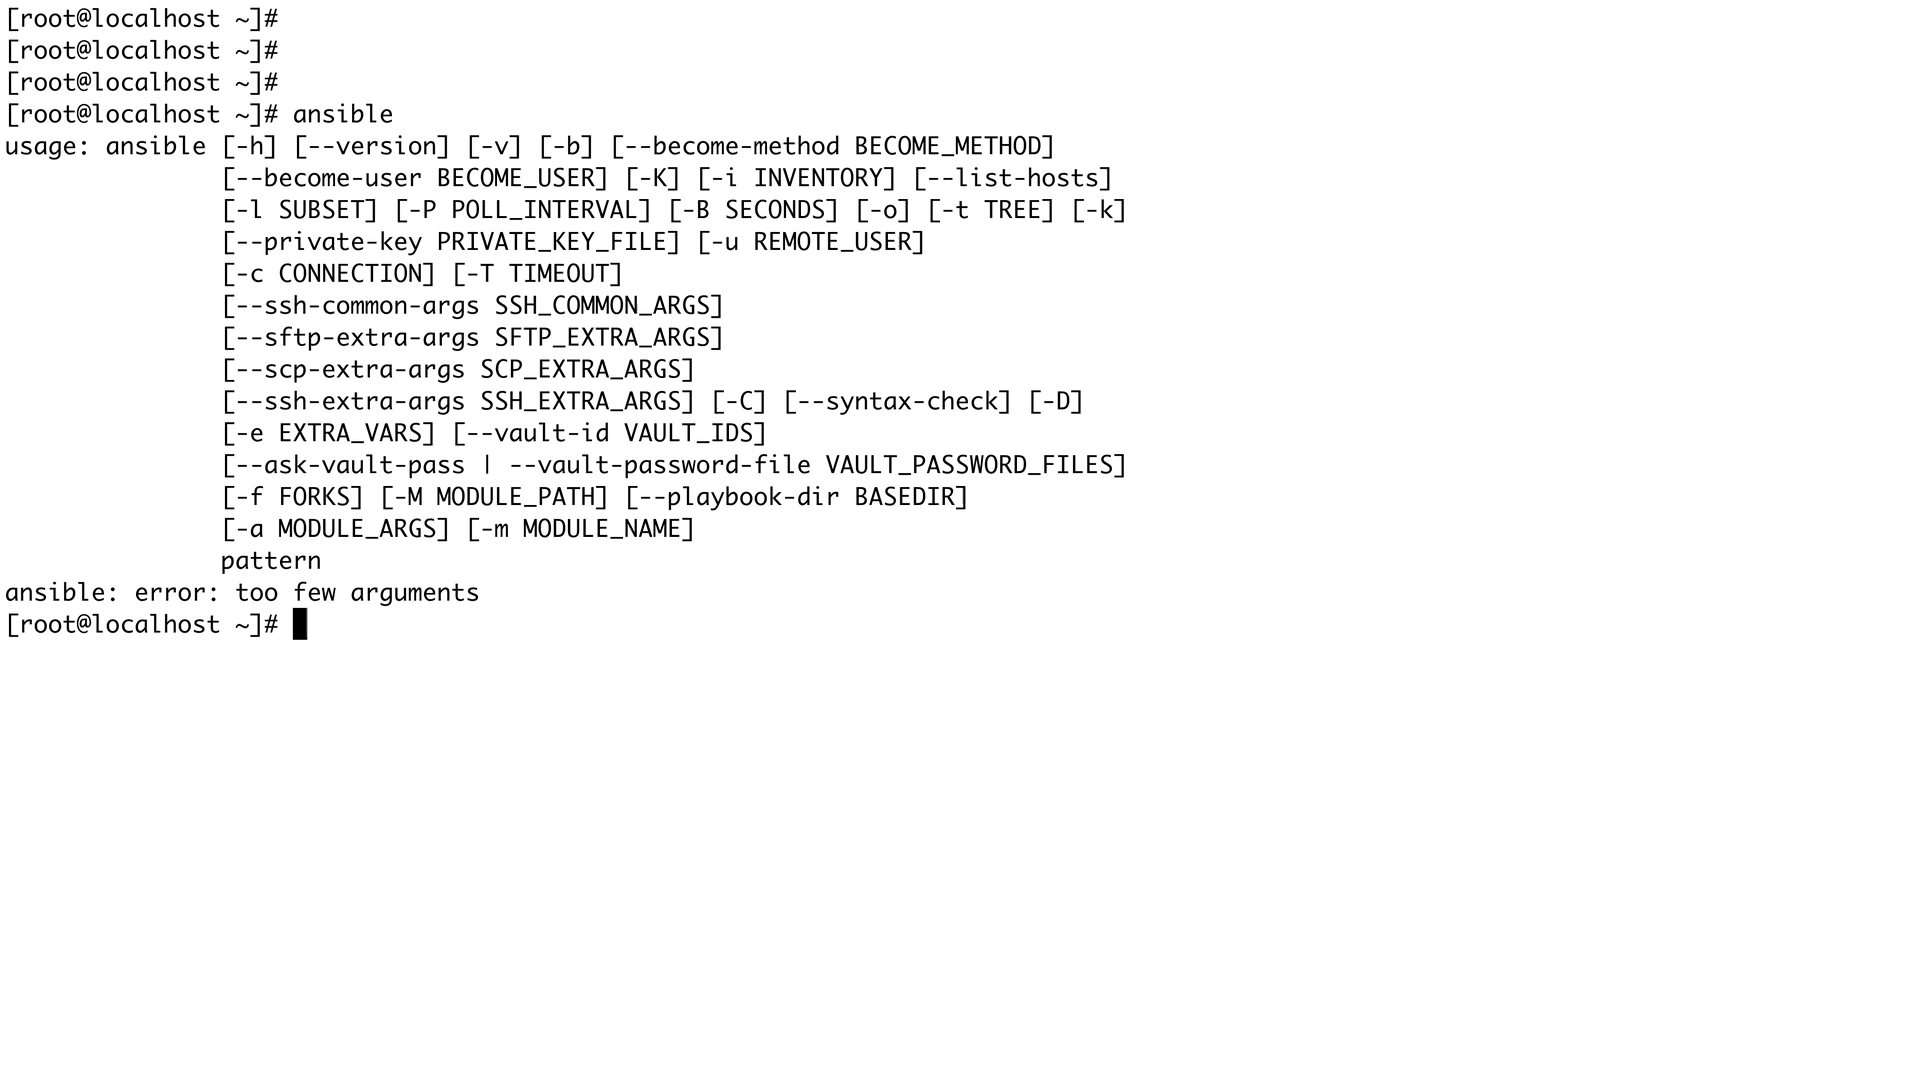 [root@localhost ~]#
[root@localhost ~]#
[root@localhost ~]#
[root@localhost ~]# ansible
usage: ansible [-h] [--version] [-v] [-b] [--become-method BECOME_METHOD]
               [--become-user BECOME_USER] [-K] [-i INVENTORY] [--list-hosts]
               [-l SUBSET] [-P POLL_INTERVAL] [-B SECONDS] [-o] [-t TREE] [-k]
               [--private-key PRIVATE_KEY_FILE] [-u REMOTE_USER]
               [-c CONNECTION] [-T TIMEOUT]
               [--ssh-common-args SSH_COMMON_ARGS]
               [--sftp-extra-args SFTP_EXTRA_ARGS]
               [--scp-extra-args SCP_EXTRA_ARGS]
               [--ssh-extra-args SSH_EXTRA_ARGS] [-C] [--syntax-check] [-D]
               [-e EXTRA_VARS] [--vault-id VAULT_IDS]
               [--ask-vault-pass | --vault-password-file VAULT_PASSWORD_FILES]
               [-f FORKS] [-M MODULE_PATH] [--playbook-dir BASEDIR]
               [-a MODULE_ARGS] [-m MODULE_NAME]
               pattern
ansible: error: too few arguments
[root@localhost ~]#